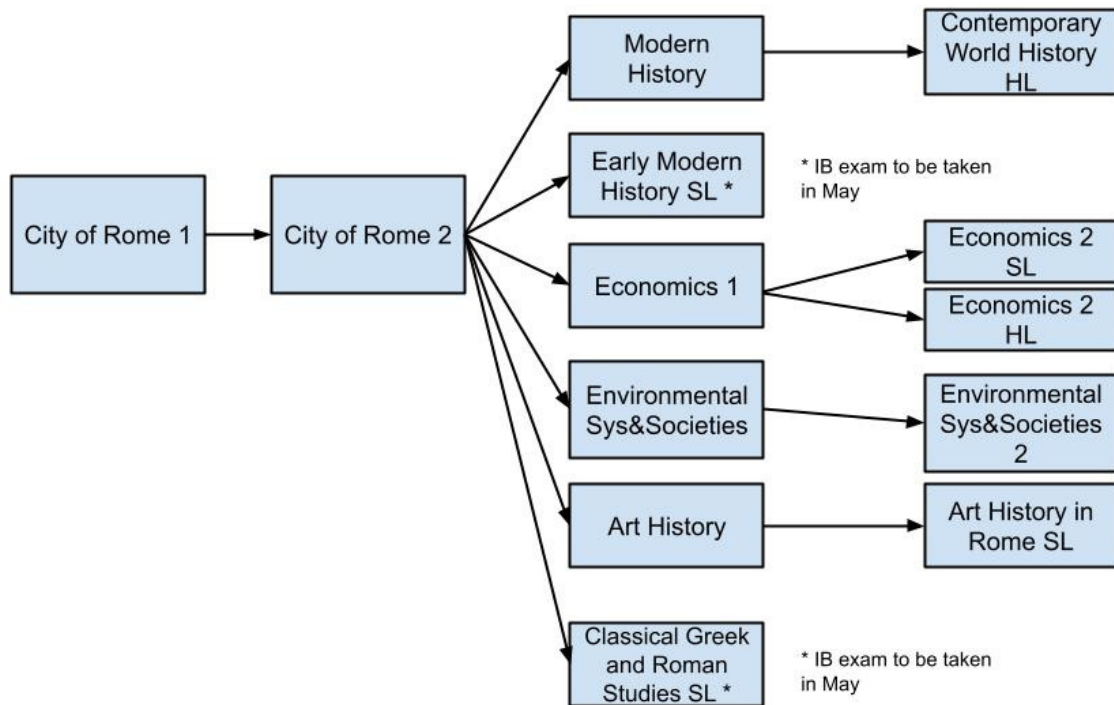 Modern
History
Contemporary
World History
HL
Early Modern
History SL *
* IB exam to be taken
in May
City of Rome 1
City of Rome 2
Economics 1
Economics 2
SL
Economics 2
HL
Environmental
Sys&Societies
Environmental
Sys&Societies
2
Art History
Art History in
Rome SL
Classical Greek
and Roman
Studies SL *
* IB exam to be taken
in May